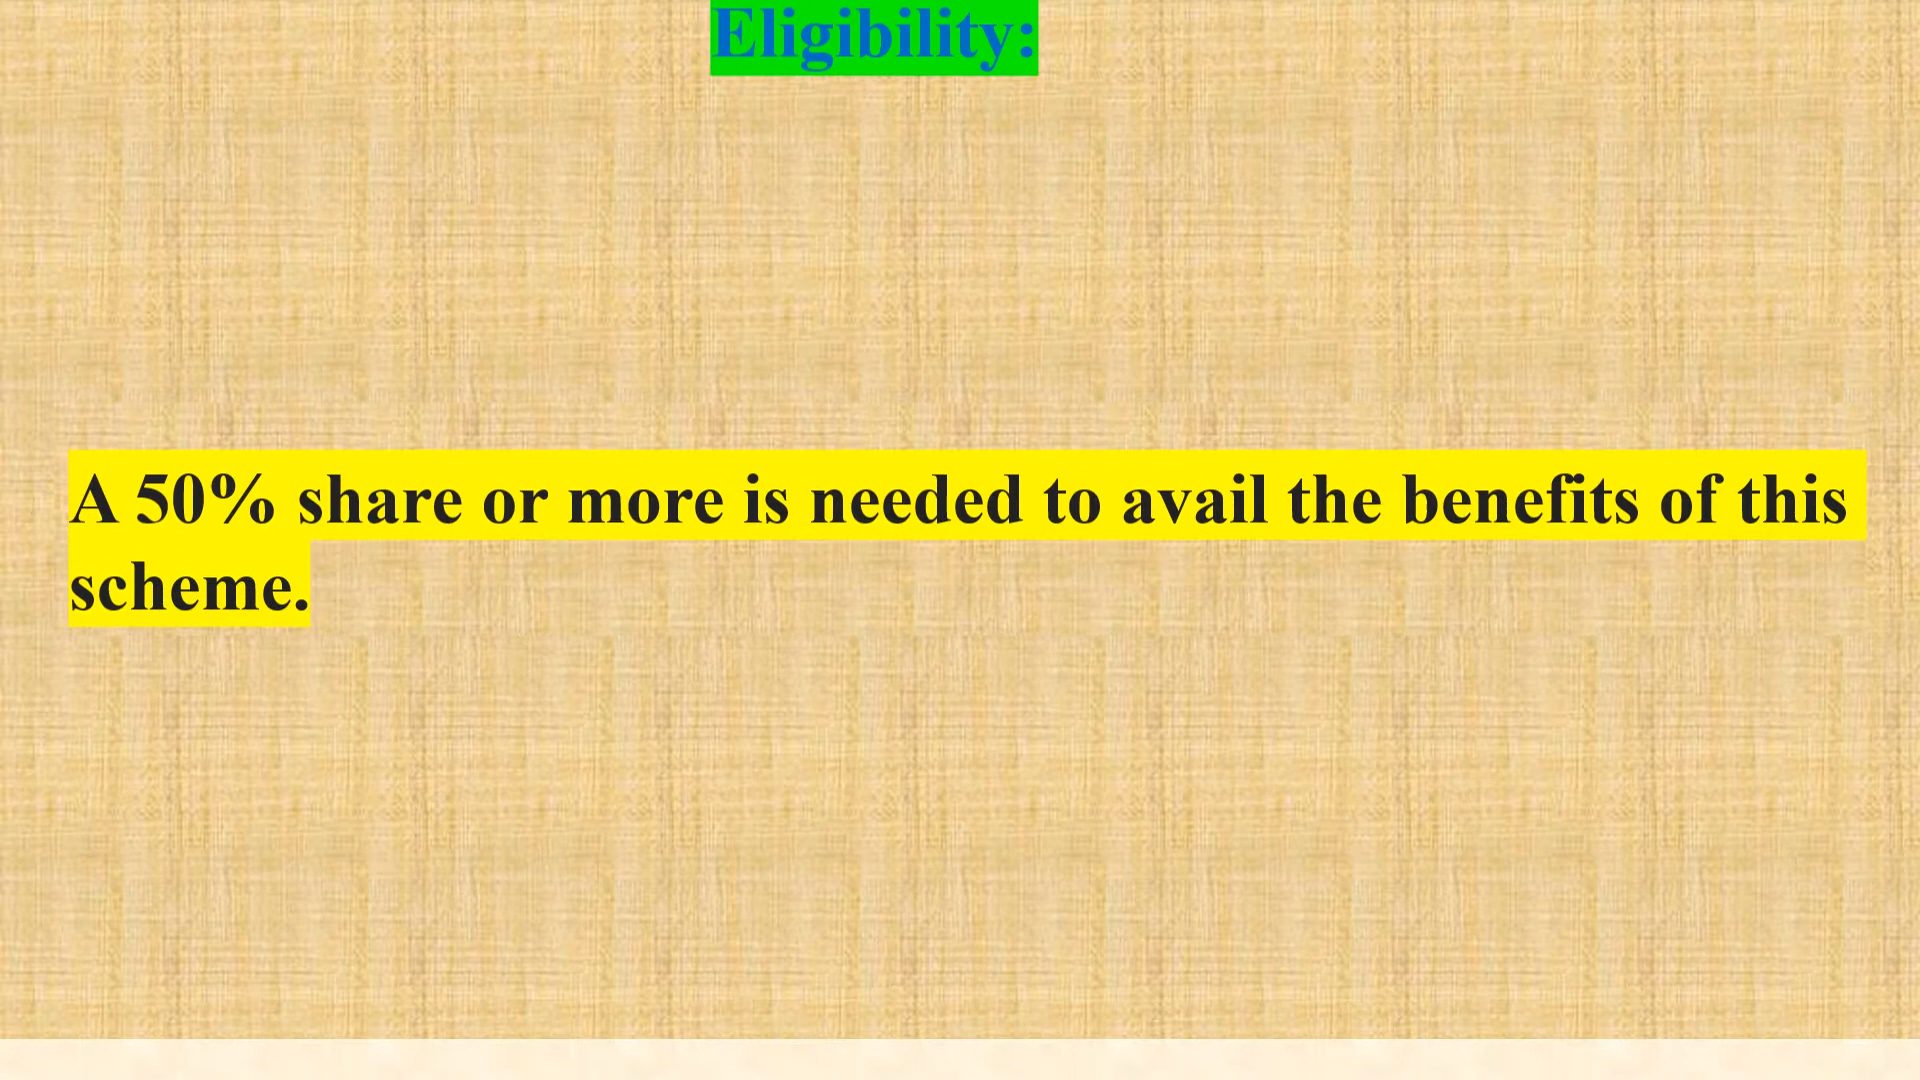 Eligibility:
A 50% share or more is needed to avail the benefits of this
scheme.